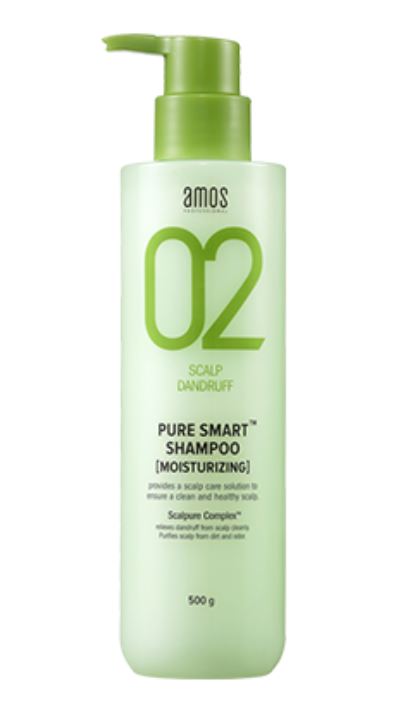 amos
PROFESSIONAL
02
SCALP
DANDRUFF
PURE SMART™
SHAMPOO
[MOISTURIZING]
provides a scalp care solution to
ensure a clean and healthy scalp.
Scalpure Complex™
relieves dandruff from scalp cleanly
Purifies scalp from dirt and odor
500 g